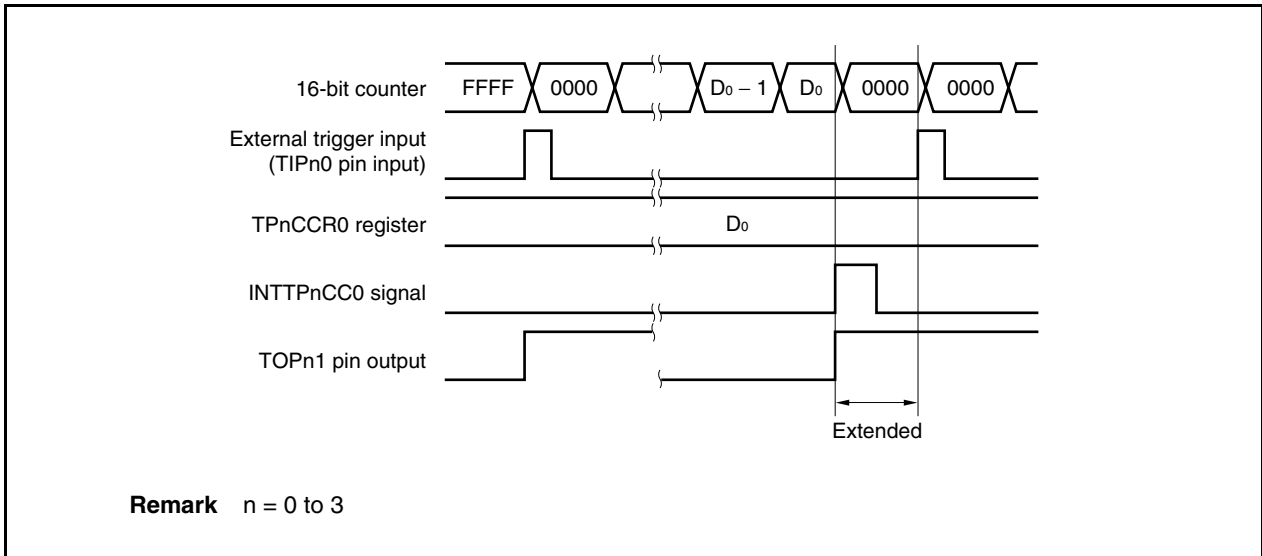 16-bit counter FFFF 0000 D₀ − 1 D₀ 0000 0000
External trigger input
(TIPn0 pin input)
TPnCCR0 register D₀
INTTPnCC0 signal
TOPn1 pin output
Extended
Remark n = 0 to 3